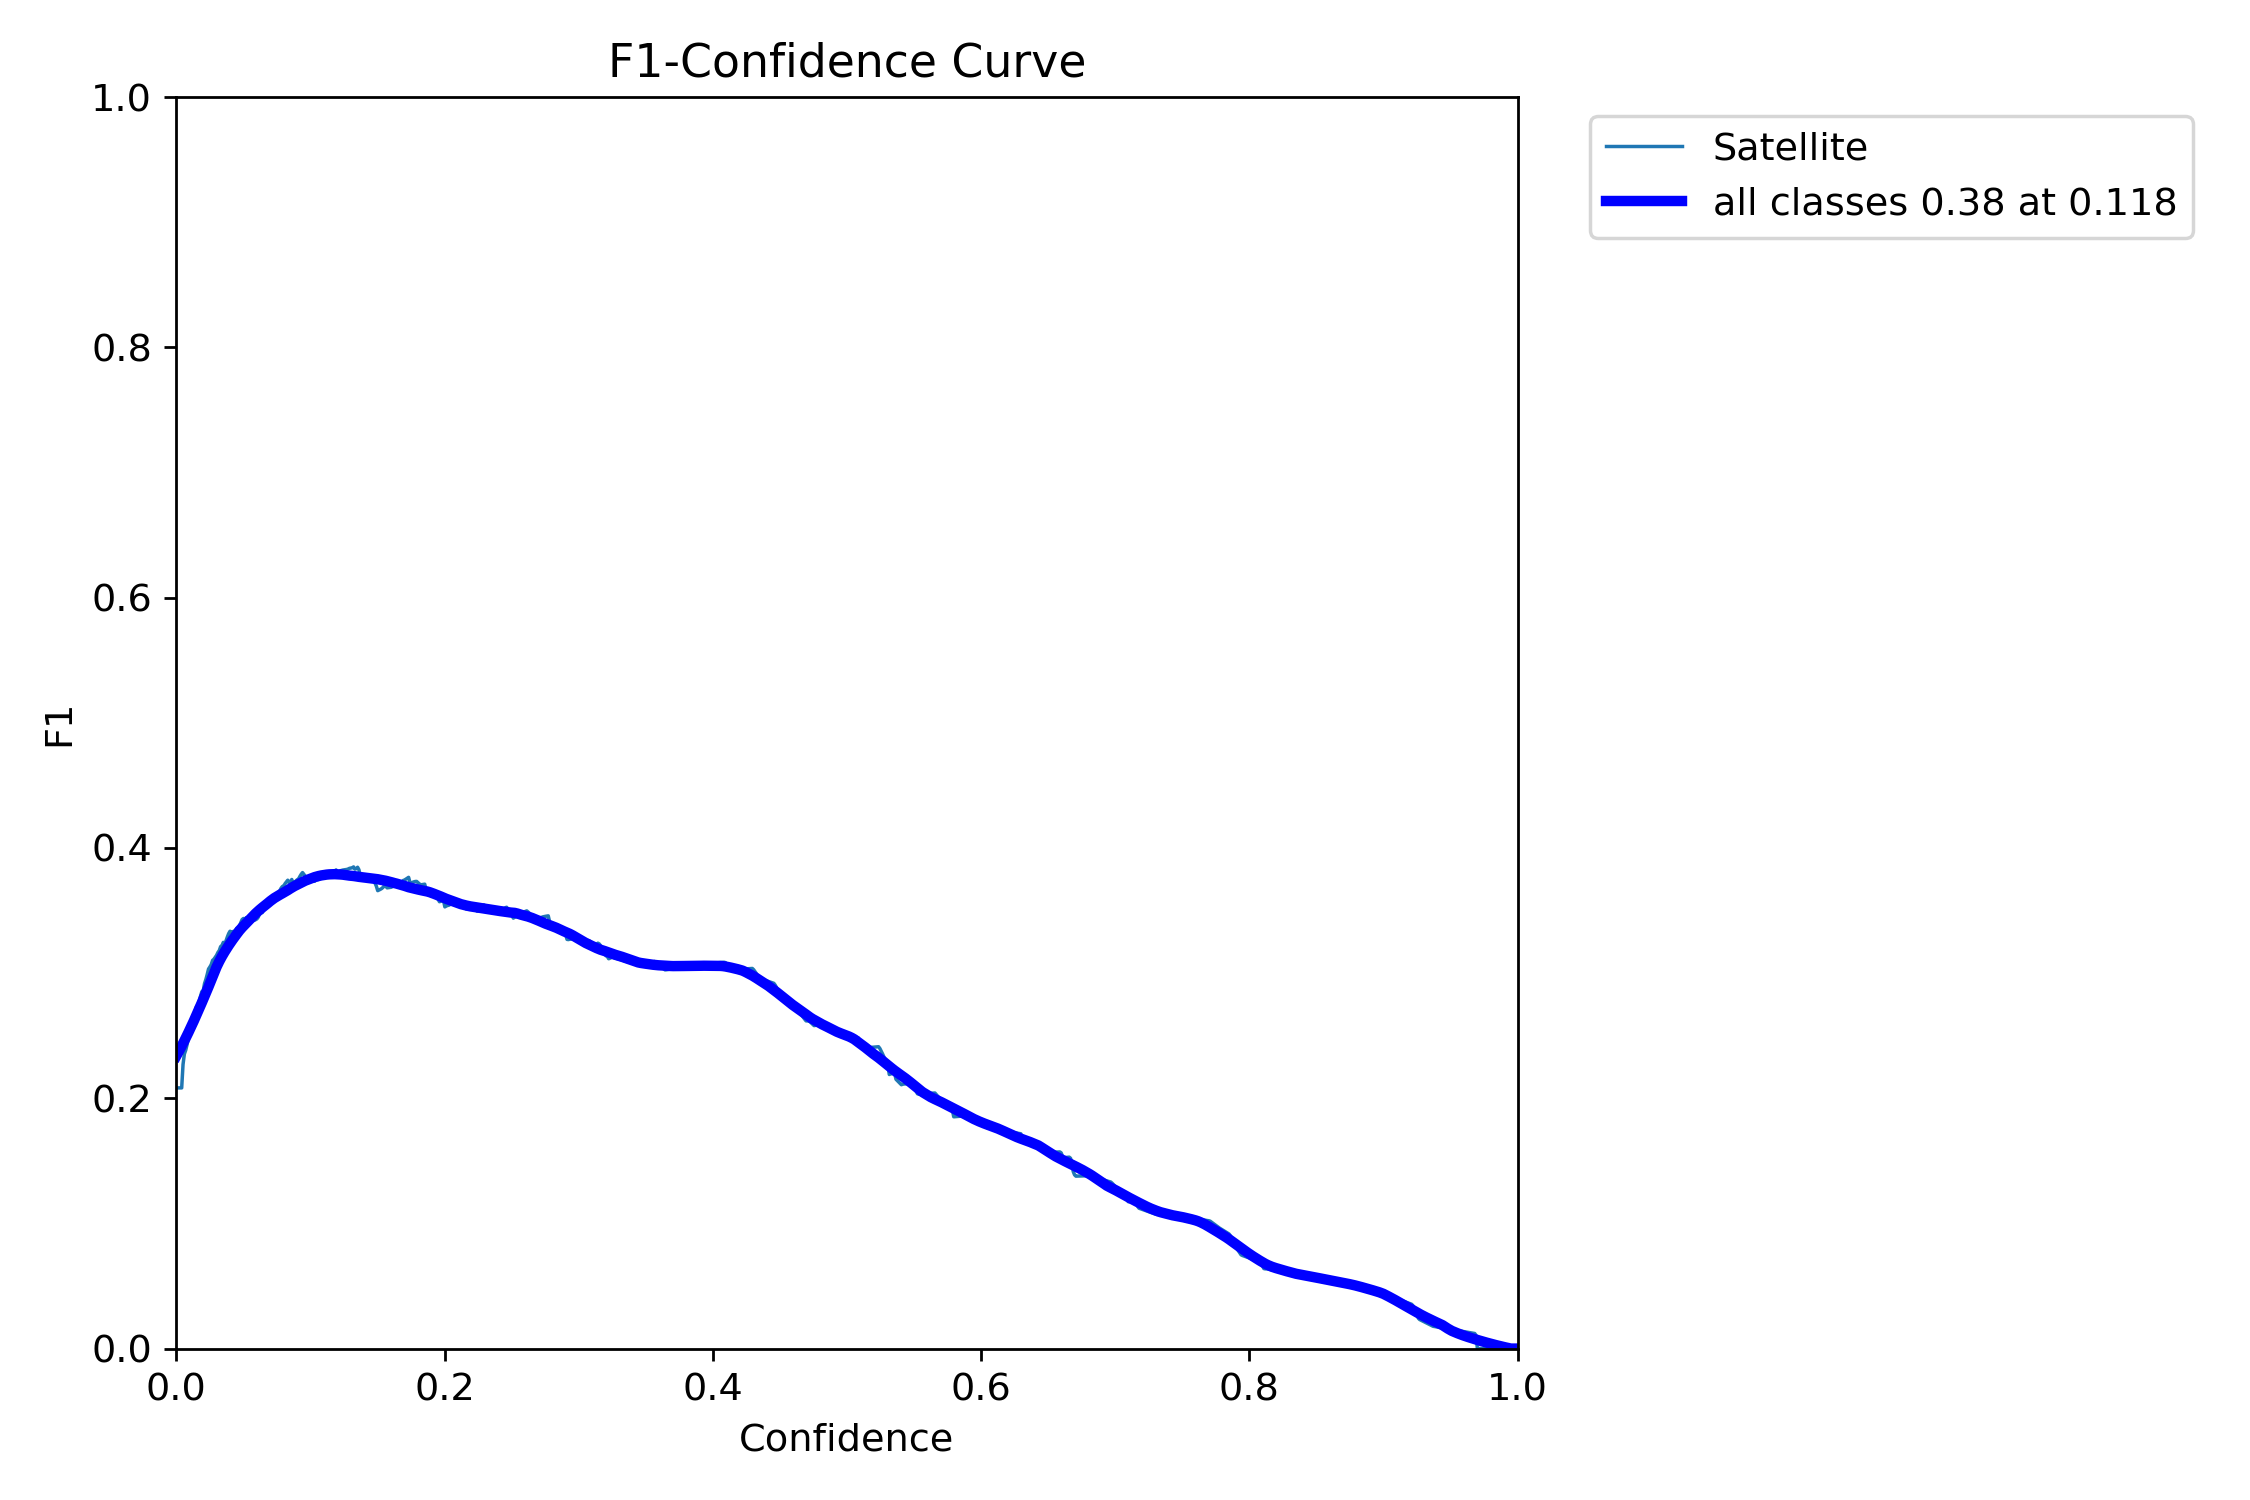 F1-Confidence Curve
Satellite
all classes 0.38 at 0.118
1.0
0.8
0.6
0.4
0.2
0.0
F1
0.0 0.2 0.4 0.6 0.8 1.0
Confidence